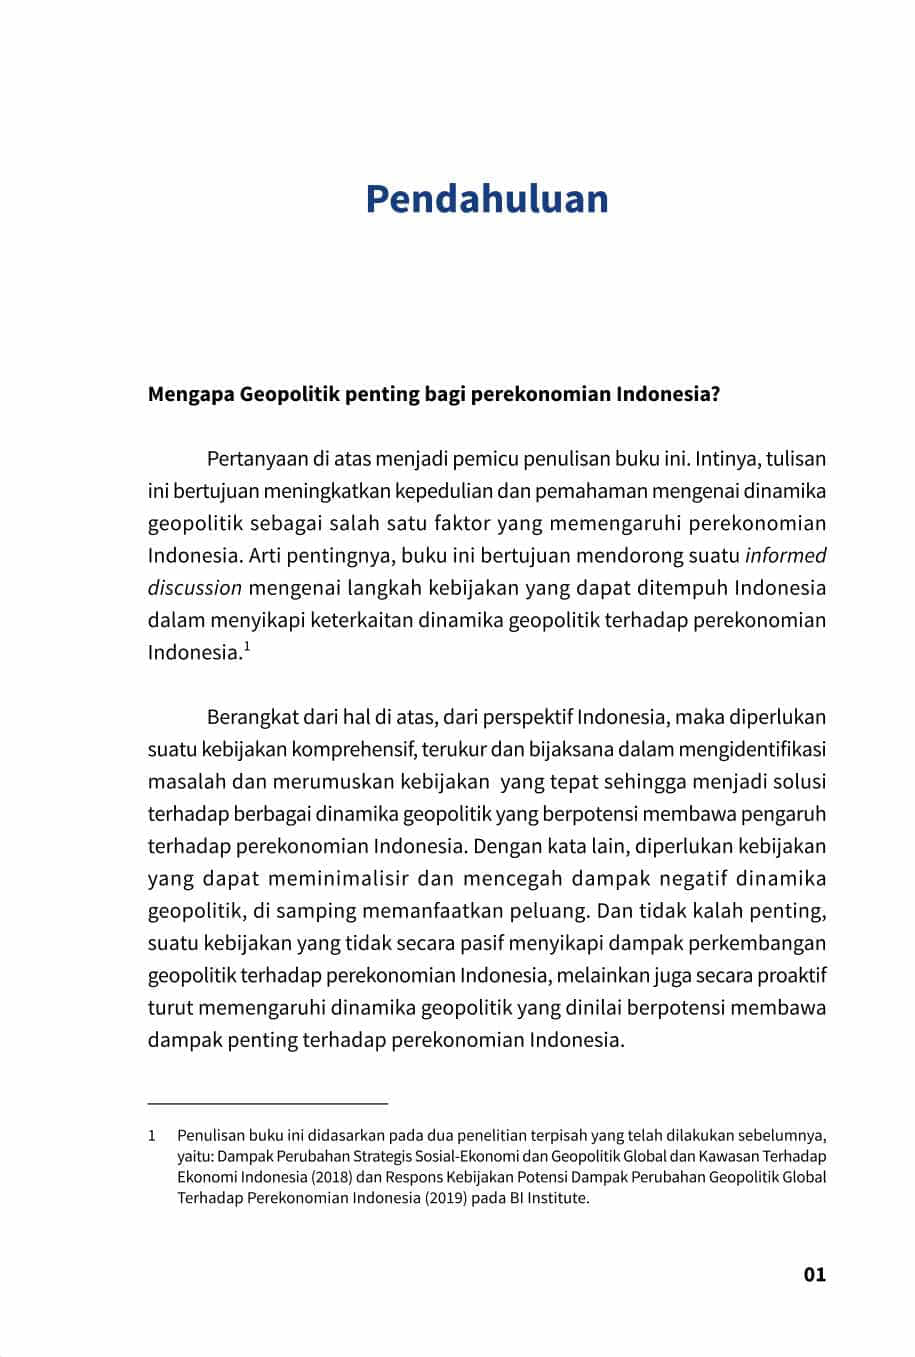 Pendahuluan
Mengapa Geopolitik penting bagi perekonomian Indonesia?
Pertanyaan di atas menjadi pemicu penulisan buku ini. Intinya, tulisan
ini bertujuan meningkatkan kepedulian dan pemahaman mengenai dinamika
geopolitik sebagai salah satu faktor yang memengaruhi perekonomian
Indonesia. Arti pentingnya, buku ini bertujuan mendorong suatu informed
discussion mengenai langkah kebijakan yang dapat ditempuh Indonesia
dalam menyikapi keterkaitan dinamika geopolitik terhadap perekonomian
Indonesia.¹
Berangkat dari hal di atas, dari perspektif Indonesia, maka diperlukan
suatu kebijakan komprehensif, terukur dan bijaksana dalam mengidentifikasi
masalah dan merumuskan kebijakan  yang tepat sehingga menjadi solusi
terhadap berbagai dinamika geopolitik yang berpotensi membawa pengaruh
terhadap perekonomian Indonesia. Dengan kata lain, diperlukan kebijakan
yang dapat meminimalisir dan mencegah dampak negatif dinamika
geopolitik, di samping memanfaatkan peluang. Dan tidak kalah penting,
suatu kebijakan yang tidak secara pasif menyikapi dampak perkembangan
geopolitik terhadap perekonomian Indonesia, melainkan juga secara proaktif
turut memengaruhi dinamika geopolitik yang dinilai berpotensi membawa
dampak penting terhadap perekonomian Indonesia.
1 Penulisan buku ini didasarkan pada dua penelitian terpisah yang telah dilakukan sebelumnya,
yaitu: Dampak Perubahan Strategis Sosial-Ekonomi dan Geopolitik Global dan Kawasan Terhadap
Ekonomi Indonesia (2018) dan Respons Kebijakan Potensi Dampak Perubahan Geopolitik Global
Terhadap Perekonomian Indonesia (2019) pada BI Institute.
01